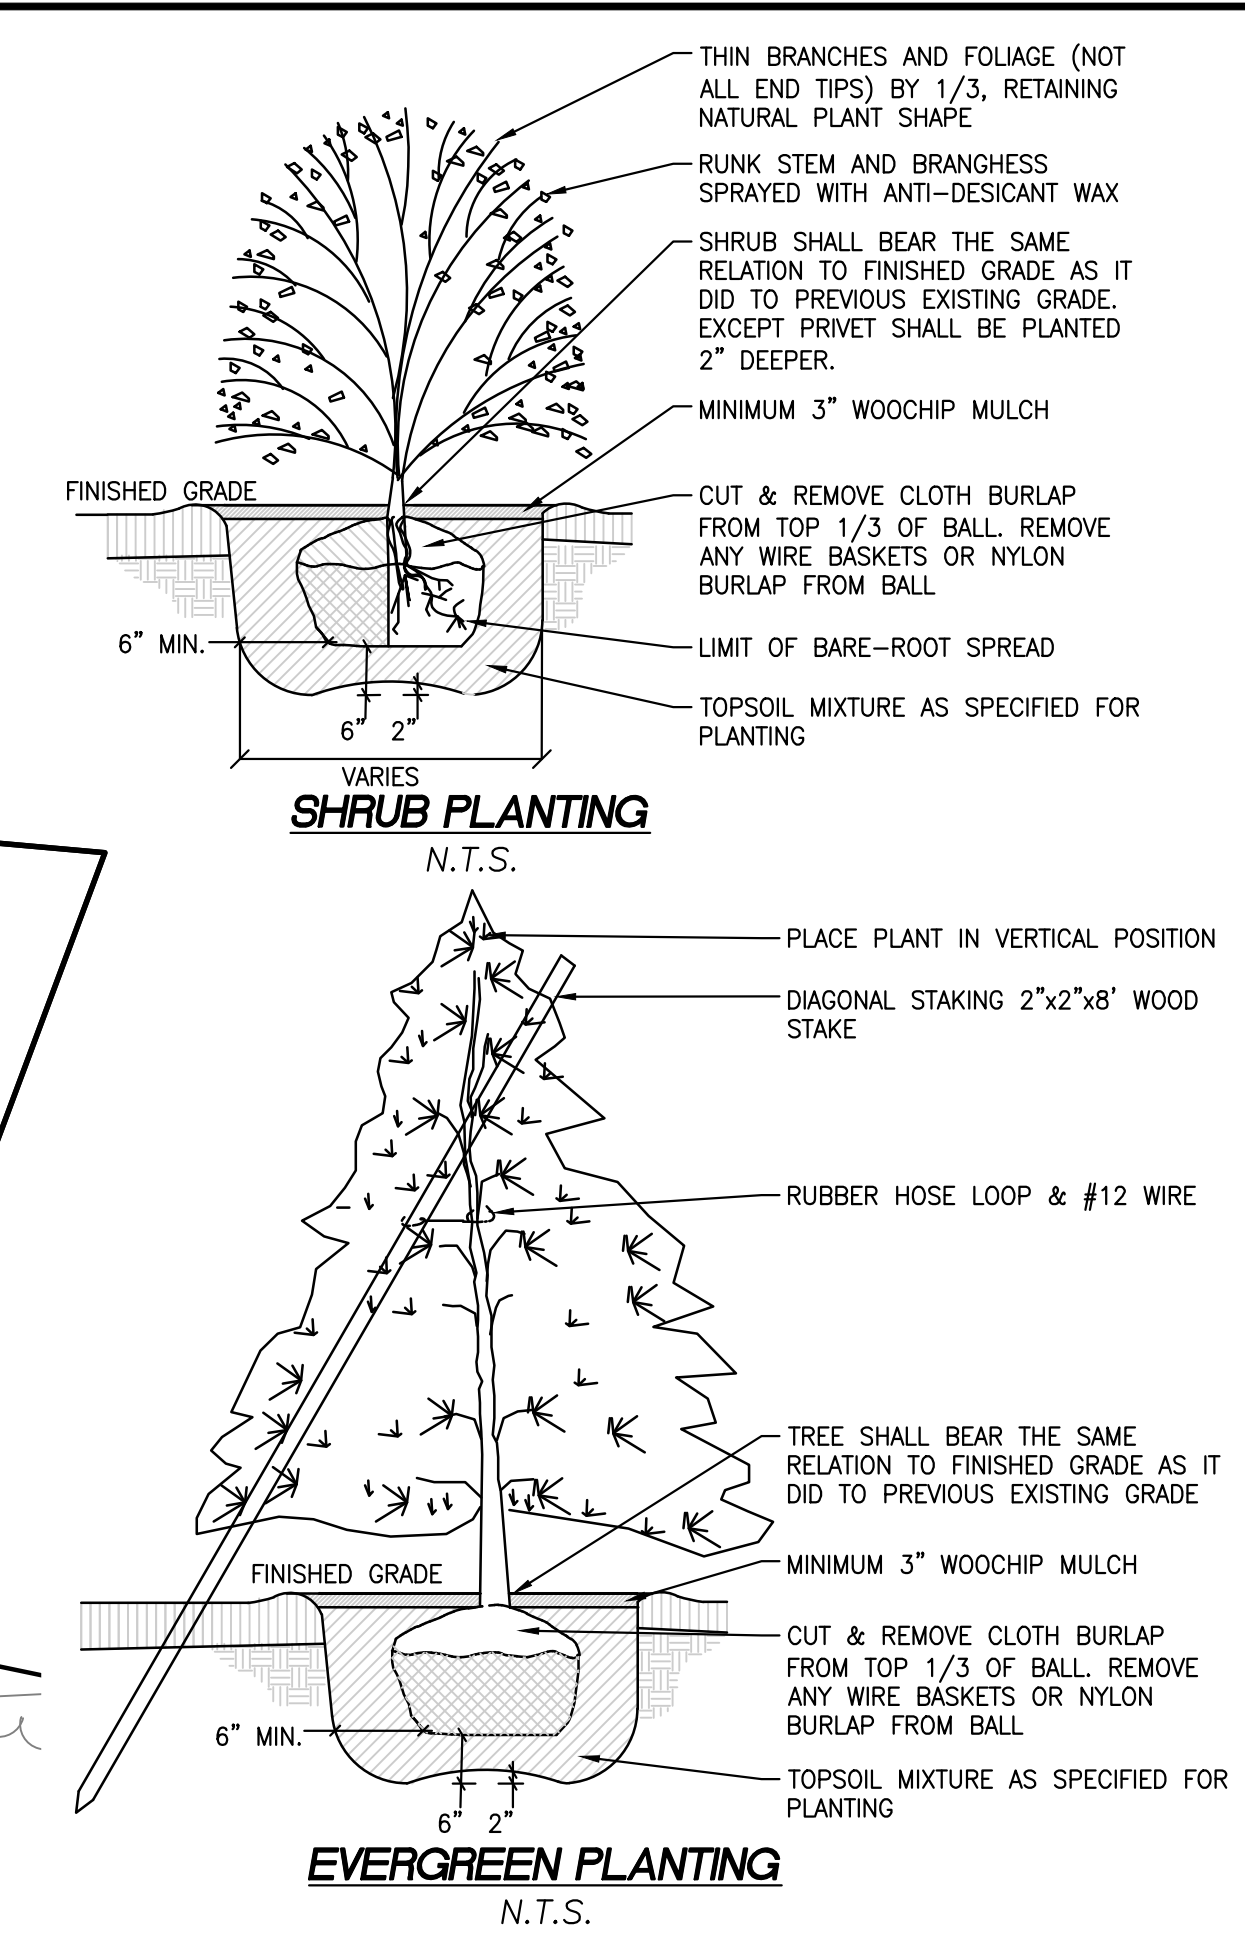 THIN BRANCHES AND FOLIAGE (NOT
ALL END TIPS) BY 1/3, RETAINING
NATURAL PLANT SHAPE
RUNK STEM AND BRANGHESS
SPRAYED WITH ANTI-DESICANT WAX
SHRUB SHALL BEAR THE SAME
RELATION TO FINISHED GRADE AS IT
DID TO PREVIOUS EXISTING GRADE.
EXCEPT PRIVET SHALL BE PLANTED
2" DEEPER.
MINIMUM 3" WOOCHIP MULCH
FINISHED GRADE
CUT & REMOVE CLOTH BURLAP
FROM TOP 1/3 OF BALL. REMOVE
ANY WIRE BASKETS OR NYLON
BURLAP FROM BALL
6" MIN.
LIMIT OF BARE-ROOT SPREAD
TOPSOIL MIXTURE AS SPECIFIED FOR
PLANTING
6" 2"
VARIES
SHRUB PLANTING
N.T.S.
PLACE PLANT IN VERTICAL POSITION
DIAGONAL STAKING 2"x2"x8' WOOD
STAKE
RUBBER HOSE LOOP & #12 WIRE
TREE SHALL BEAR THE SAME
RELATION TO FINISHED GRADE AS IT
DID TO PREVIOUS EXISTING GRADE
FINISHED GRADE
MINIMUM 3" WOOCHIP MULCH
CUT & REMOVE CLOTH BURLAP
FROM TOP 1/3 OF BALL. REMOVE
ANY WIRE BASKETS OR NYLON
BURLAP FROM BALL
6" MIN.
TOPSOIL MIXTURE AS SPECIFIED FOR
PLANTING
6" 2"
EVERGREEN PLANTING
N.T.S.